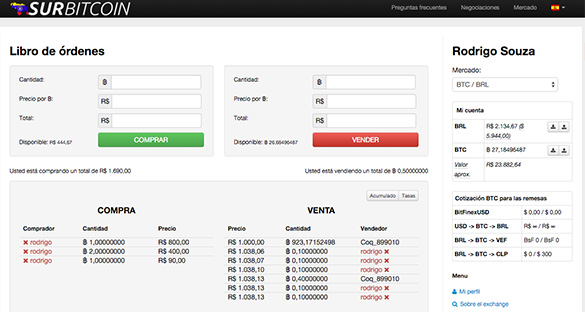 SURBITCOIN
Preguntas frecuentes Negociaciones Mercado
Libro de órdenes
Cantidad: ฿
Precio por B: R$
Total: R$
Disponible: R$ 444,67 COMPRAR
Cantidad: ฿
Precio por B: R$
Total: R$
Disponible: ฿ 26,68496487 VENDER
Usted está comprando un total de R$ 1.690,00
Usted está vendiendo un total de ฿ 0,50000000
Acumulado Tasas
COMPRA
Comprador Cantidad Precio
✖ rodrigo ฿ 1,00000000 R$ 800,00
✖ rodrigo ฿ 2,00000000 R$ 400,00
✖ rodrigo ฿ 1,00000000 R$ 90,00
VENTA
Precio Cantidad Vendedor
R$ 1.000,00 ฿ 923,17152498 Coq_899010
R$ 1.038,06 ฿ 0,10000000 rodrigo ✖
R$ 1.038,07 ฿ 0,10000000 rodrigo ✖
R$ 1.038,10 ฿ 0,10000000 rodrigo ✖
R$ 1.038,13 ฿ 0,40000000 Coq_899010
R$ 1.038,13 ฿ 0,10000000 rodrigo ✖
R$ 1.038,13 ฿ 0,10000000 rodrigo ✖
Rodrigo Souza
Mercado:
BTC / BRL
Mi cuenta
BRL R$ 2.134,67 ($
5.944,00)
BTC ฿ 27,18496487
Valor R$ 23.882,64
aprox.
Cotización BTC para las remesas
BitFinexUSD $ 0,00 / $ 0,00
USD -> BTC -> BRL R$ ∞ / R$ ∞
BRL -> BTC -> VEF BsF 0 / BsF 0
BRL -> BTC -> CLP $ 0 / $ 300
Menu
Mi perfil
Sobre el exchange